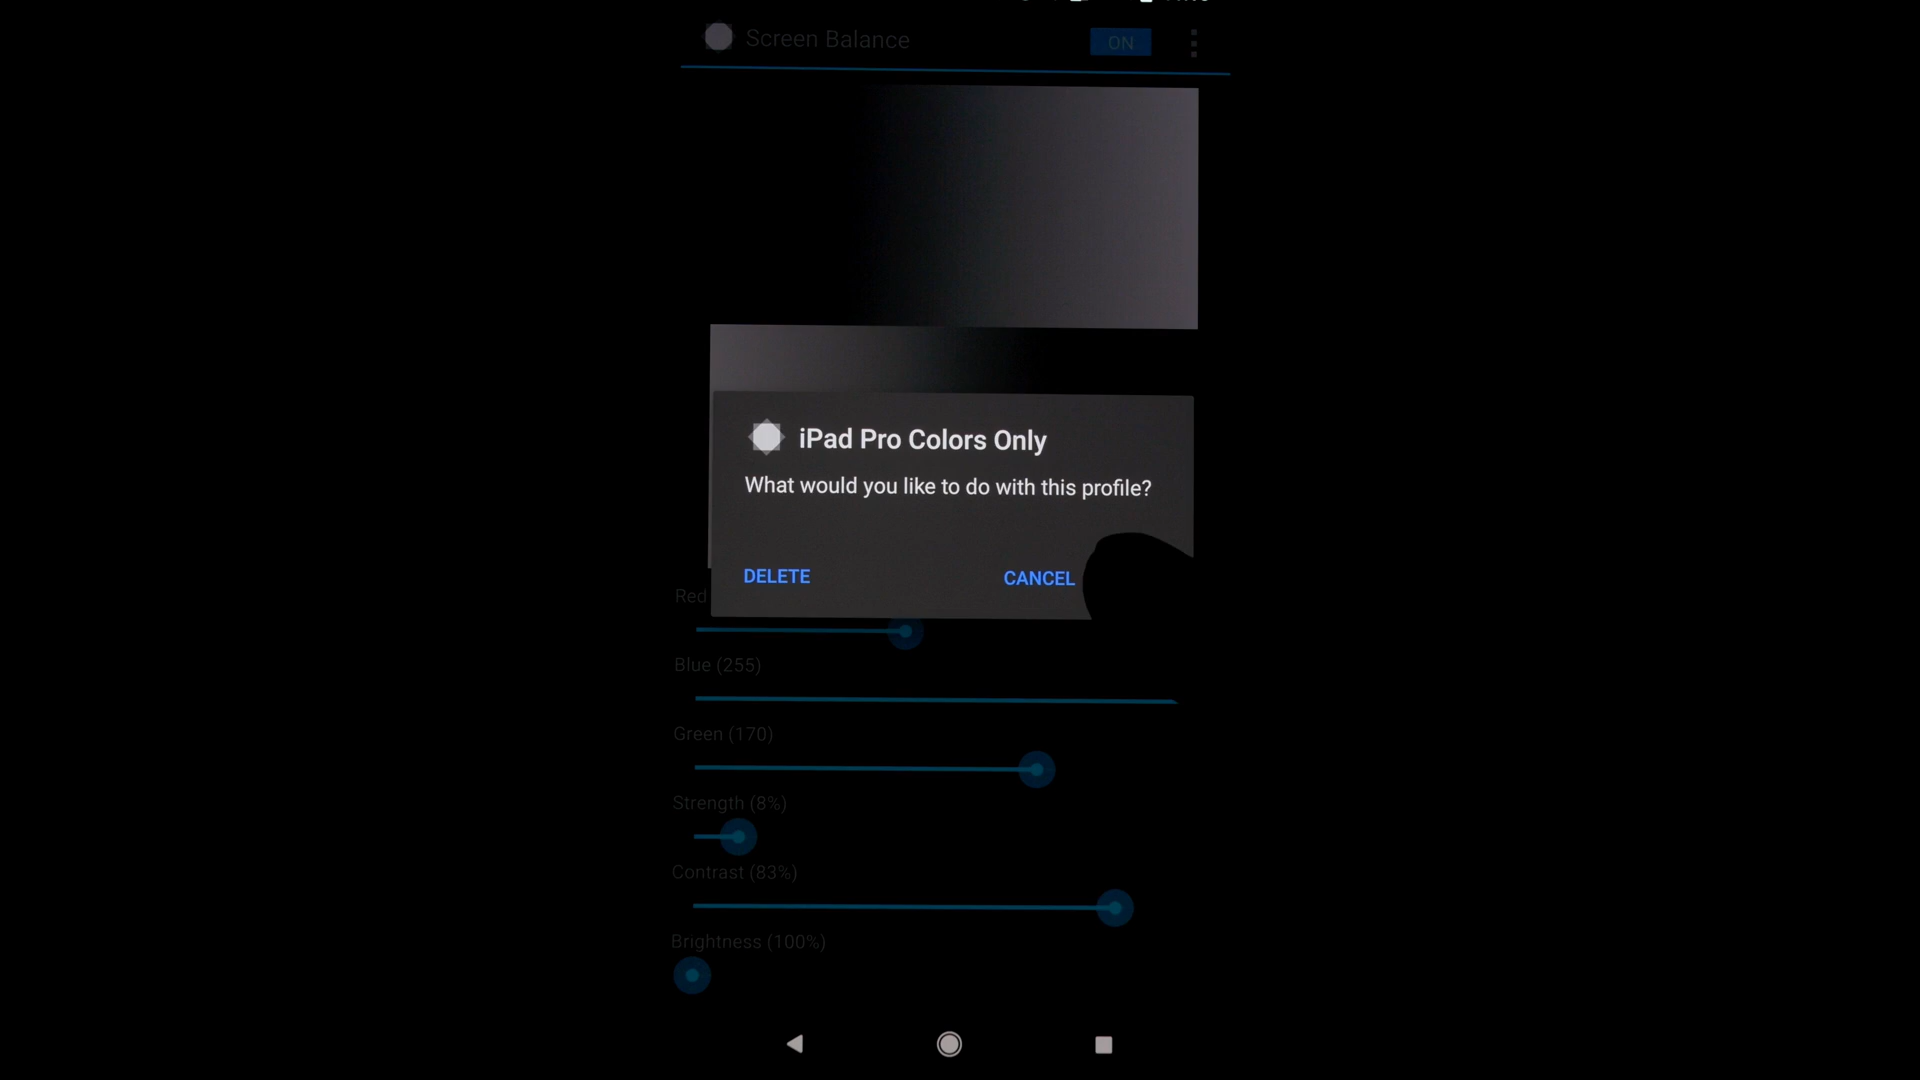 Screen Balance
ON
iPad Pro Colors Only
What would you like to do with this profile?
DELETE
CANCEL
Red
Blue (255)
Green (170)
Strength (8%)
Contrast (83%)
Brightness (100%)